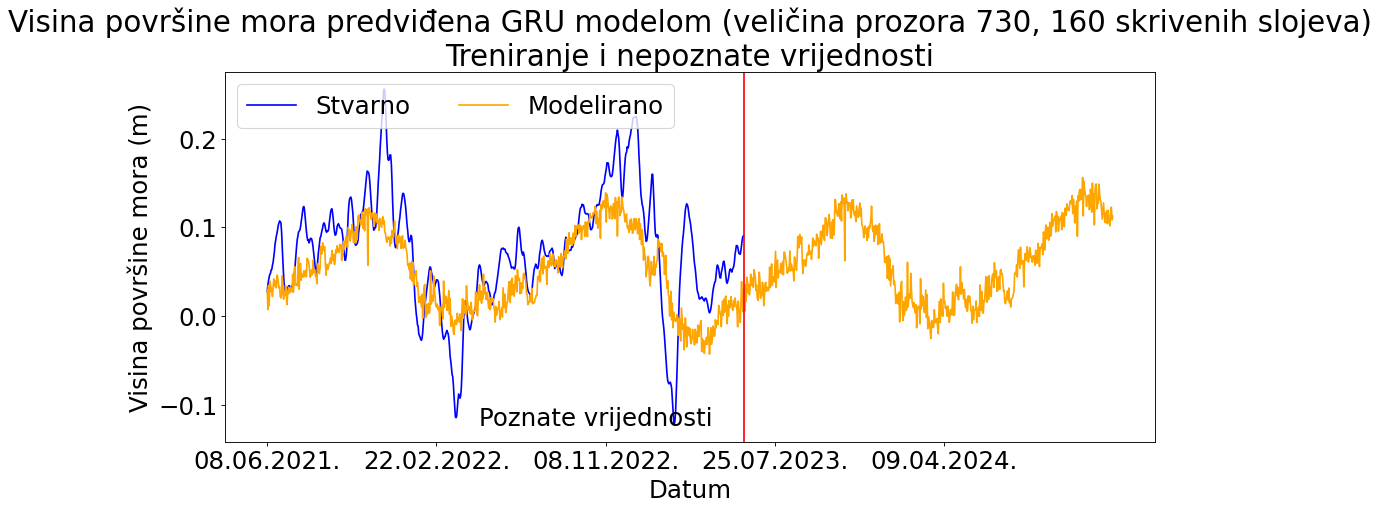 Visina površine mora predviđena GRU modelom (veličina prozora 730, 160 skrivenih slojeva)
Treniranje i nepoznate vrijednosti
Stvarno Modelirano
Visina površine mora (m)
0.2
0.1
0.0
−0.1
Poznate vrijednosti
08.06.2021. 22.02.2022. 08.11.2022. 25.07.2023. 09.04.2024.
Datum